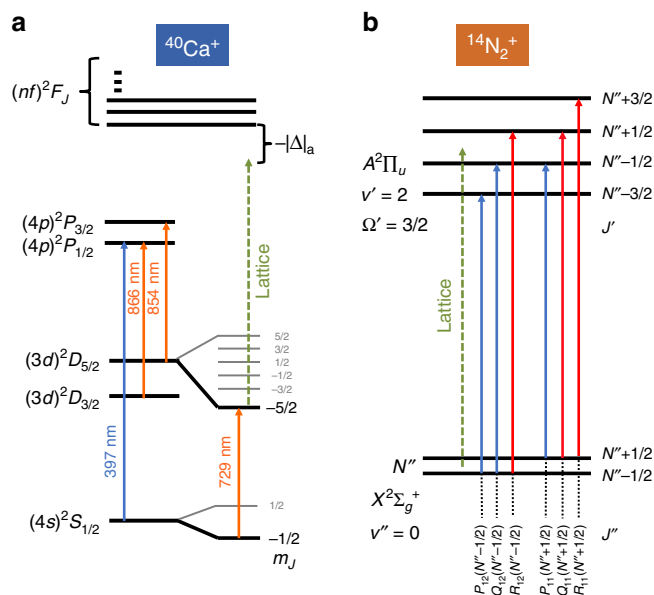 a
⁴⁰Ca⁺
(nf)²F_J
−|Δ|ₐ
(4p)²P₃/₂
(4p)²P₁/₂
866 nm
854 nm
Lattice
(3d)²D₅/₂
5/2
3/2
1/2
−1/2
−3/2
−5/2
(3d)²D₃/₂
397 nm
729 nm
(4s)²S₁/₂
1/2
−1/2
m_J
b
¹⁴N₂⁺
N″+3/2
N″+1/2
A²Πᵤ
N″−1/2
v′ = 2
N″−3/2
Ω′ = 3/2
J′
Lattice
N″
N″+1/2
N″−1/2
X²Σg⁺
v″ = 0
J″
P₁₂(N″−1/2)
Q₁₂(N″−1/2)
R₁₂(N″−1/2)
P₁₁(N″+1/2)
Q₁₁(N″+1/2)
R₁₁(N″+1/2)